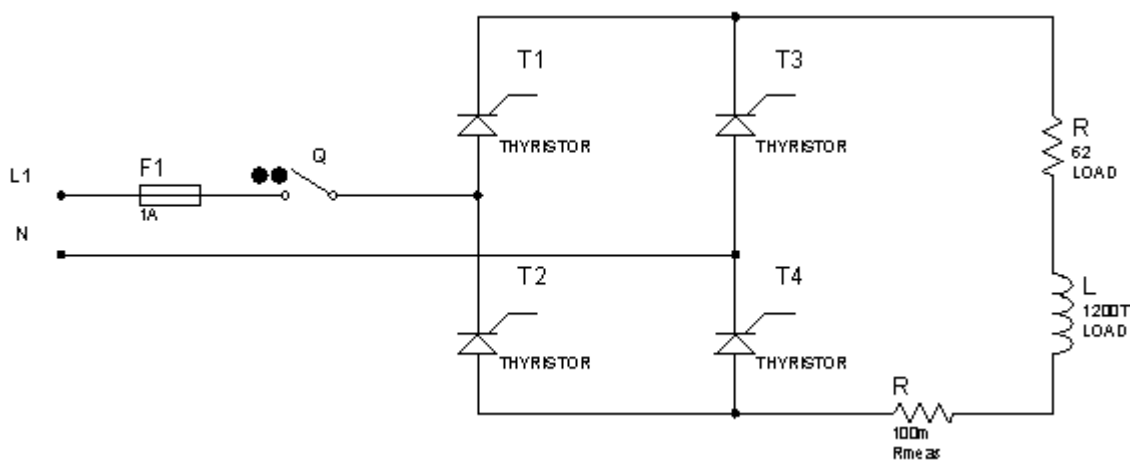 T1
T3
THYRISTOR
THYRISTOR
R
62
LOAD
L1
F1
1A
Q
N
T2
T4
THYRISTOR
THYRISTOR
L
1200T
LOAD
R
100m
Rmeas